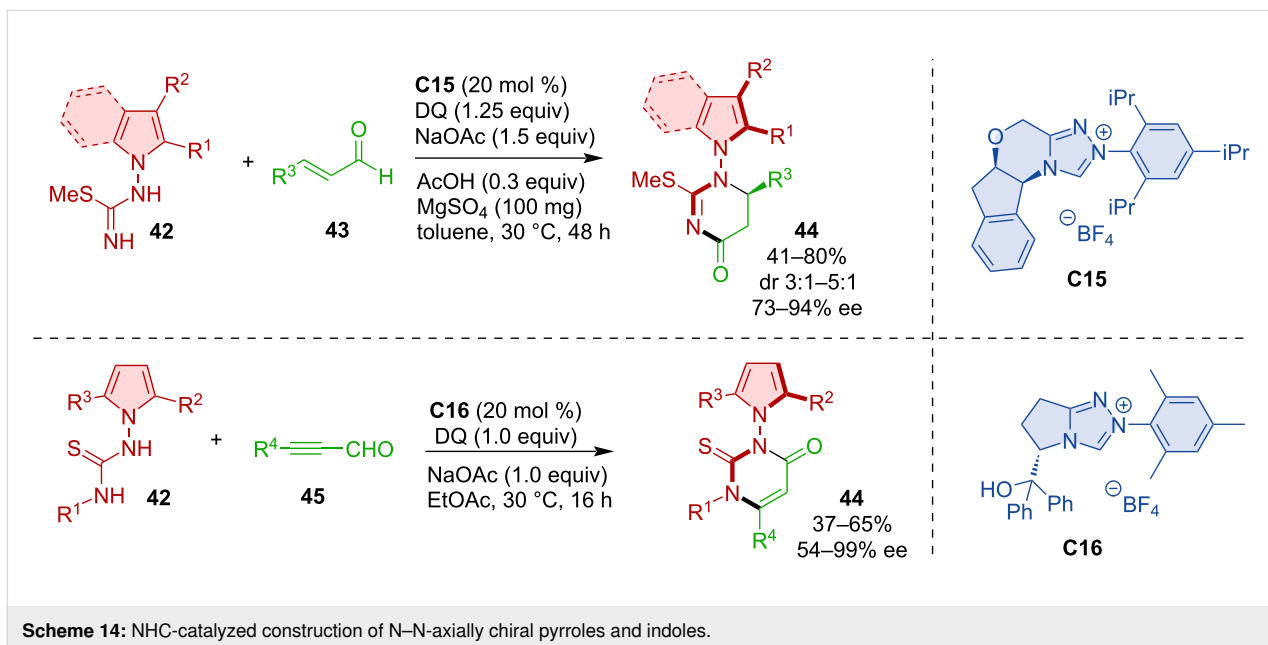 R²
R¹
N
MeS
NH
NH
42
+
O
R³
H
43
C15 (20 mol %)
DQ (1.25 equiv)
NaOAc (1.5 equiv)
AcOH (0.3 equiv)
MgSO₄ (100 mg)
toluene, 30 °C, 48 h
R²
R¹
N
MeS
N
R³
N
O
44
41–80%
dr 3:1–5:1
73–94% ee
iPr
O
N
+
N
N
iPr
iPr
−
BF₄
C15
R³
R²
N
S
NH
NH
R¹
42
+
R⁴
CHO
45
C16 (20 mol %)
DQ (1.0 equiv)
NaOAc (1.0 equiv)
EtOAc, 30 °C, 16 h
R³
R²
N
S
N
O
N
R¹
R⁴
44
37–65%
54–99% ee
N
+
N
N
HO
Ph
Ph
−
BF₄
C16
Scheme 14: NHC-catalyzed construction of N–N-axially chiral pyrroles and indoles.